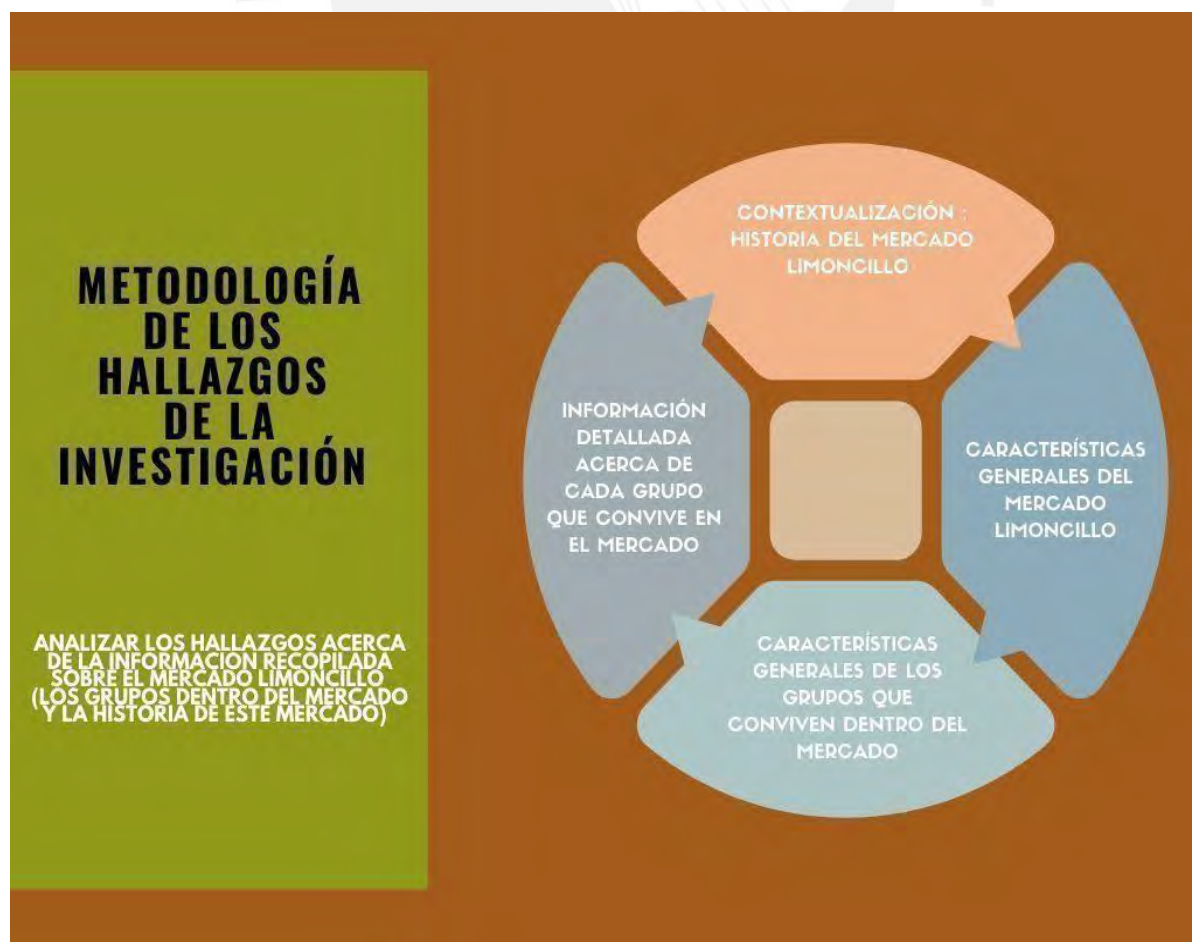 METODOLOGÍA
DE LOS
HALLAZGOS
DE LA
INVESTIGACIÓN
ANALIZAR LOS HALLAZGOS ACERCA
DE LA INFORMACIÓN RECOPILADA
SOBRE EL MERCADO LIMONCILLO
(LOS GRUPOS DENTRO DEL MERCADO
Y LA HISTORIA DE ESTE MERCADO)
CONTEXTUALIZACIÓN :
HISTORIA DEL MERCADO
LIMONCILLO
CARACTERÍSTICAS
GENERALES DEL
MERCADO
LIMONCILLO
CARACTERÍSTICAS
GENERALES DE LOS
GRUPOS QUE
CONVIVEN DENTRO DEL
MERCADO
INFORMACIÓN
DETALLADA
ACERCA DE
CADA GRUPO
QUE CONVIVE EN
EL MERCADO